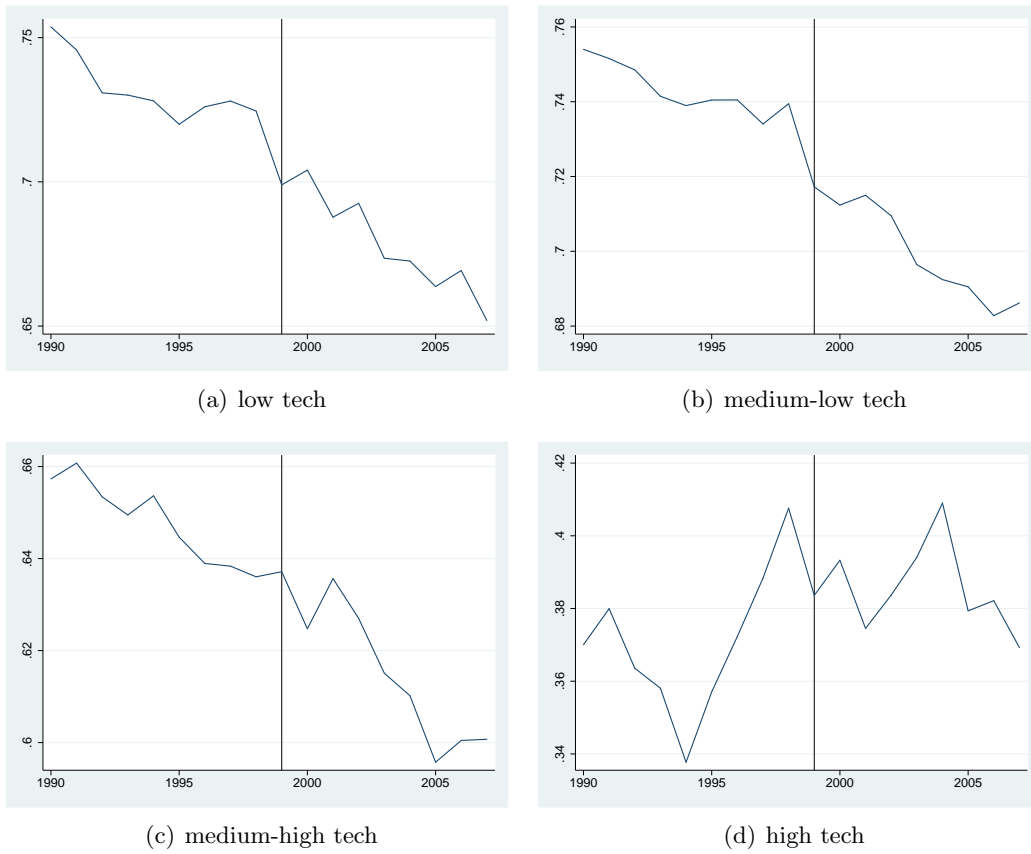 .75
.7
.65
1990 1995 2000 2005
(a) low tech
.76
.74
.72
.7
.68
1990 1995 2000 2005
(b) medium-low tech
.66
.64
.62
.6
1990 1995 2000 2005
(c) medium-high tech
.42
.4
.38
.36
.34
1990 1995 2000 2005
(d) high tech